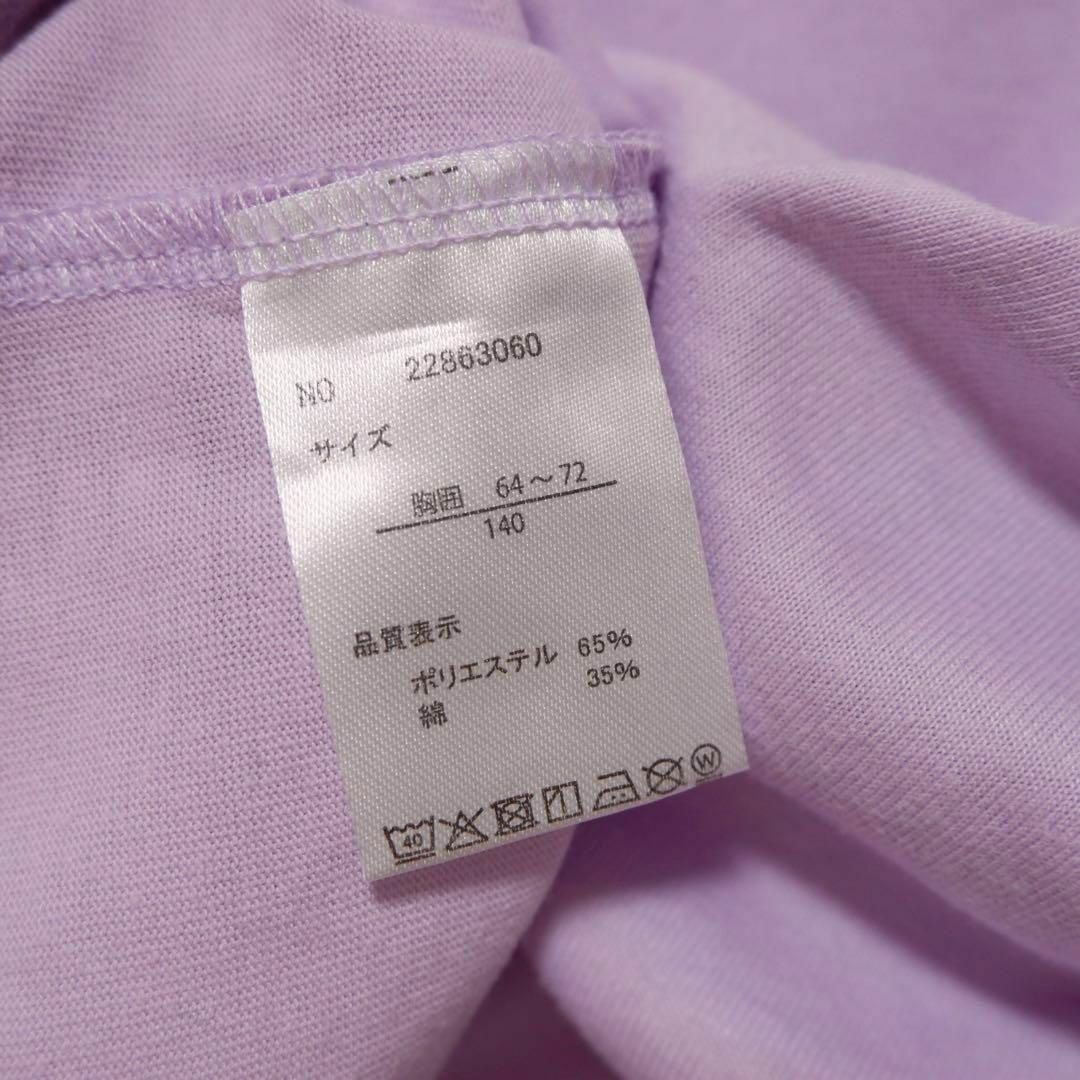 NO 22863060
サイズ
胸囲 64～72
140
品質表示
ポリエステル 65%
綿 35%
40 W